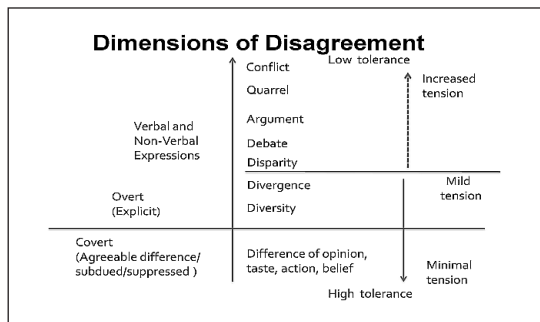 Dimensions of Disagreement
Low tolerance
Conflict
Quarrel
Argument
Debate
Disparity
Divergence
Diversity
Difference of opinion,
taste, action, belief
High tolerance
Verbal and
Non-Verbal
Expressions
Overt
(Explicit)
Covert
(Agreeable difference/
subdued/suppressed )
Increased
tension
Mild
tension
Minimal
tension